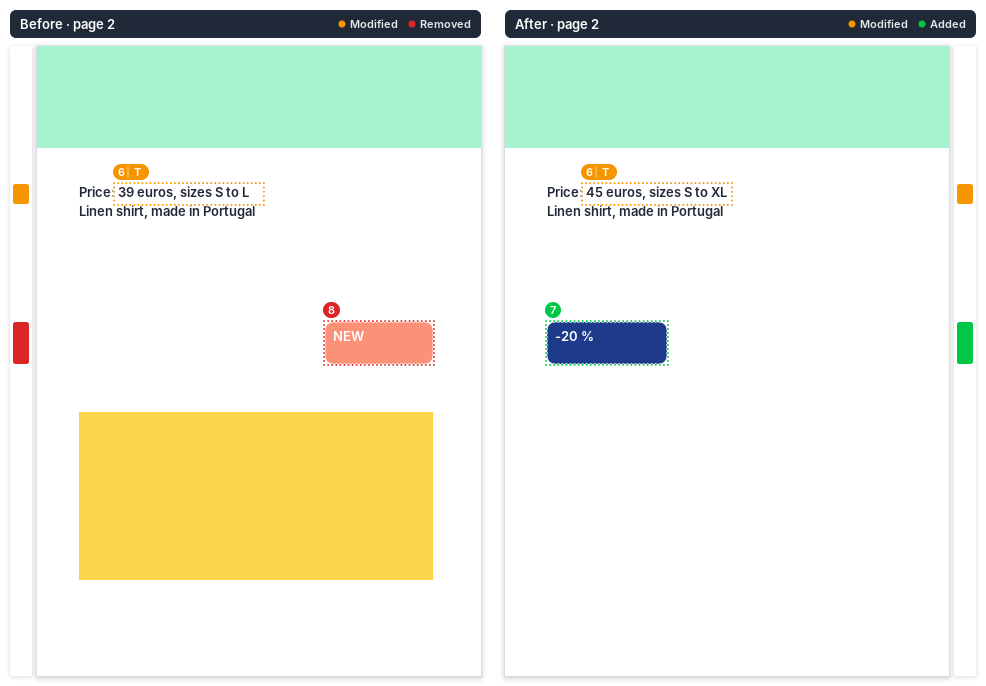 Before · page 2
Modified
Removed
6 T
Price: 39 euros, sizes S to L
Linen shirt, made in Portugal
8
NEW
After · page 2
Modified
Added
6 T
Price: 45 euros, sizes S to XL
Linen shirt, made in Portugal
7
-20 %